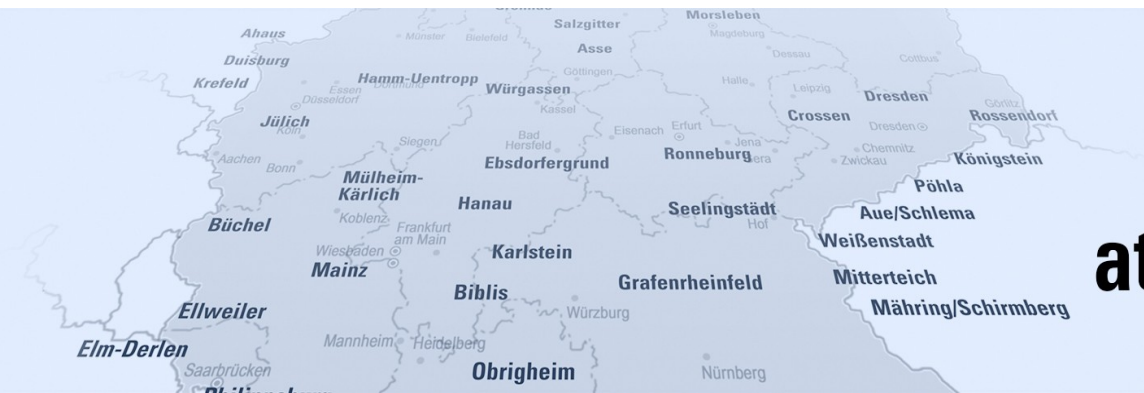 Salzgitter
Morsleben
Ahaus
Münster
Bielefeld
Magdeburg
Asse
Dessau
Duisburg
Cottbus
Göttingen
Krefeld
Hamm-Uentropp
Halle
Essen
Dortmund
Würgassen
Leipzig
Düsseldorf
Dresden
Kassel
Görlitz
Jülich
Crossen
Rossendorf
Köln
Eisenach
Erfurt
Dresden
Siegen
Bad
Hersfeld
Jena
Chemnitz
Aachen
Ebsdorfergrund
Ronneburg
Gera
Zwickau
Königstein
Bonn
Mülheim-
Kärlich
Pöhla
Hanau
Seelingstädt
Aue/Schlema
Koblenz
Büchel
Hof
Frankfurt
am Main
Weißenstadt
Wiesbaden
Karlstein
Mainz
Mitterteich
Grafenrheinfeld
Biblis
Mähring/Schirmberg
Ellweiler
Würzburg
Mannheim
Heidelberg
Elm-Derlen
Saarbrücken
Obrigheim
Nürnberg
Philippsburg
at